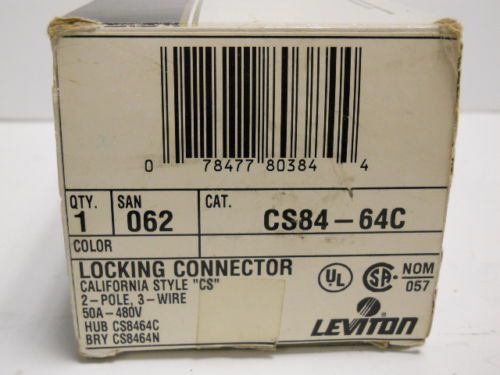 0 78477 80384 4
QTY. SAN CAT.
1 062 CS84-64C
COLOR
LOCKING CONNECTOR
CALIFORNIA STYLE "CS"
2-POLE, 3-WIRE
50A-480V
HUB CS8464C
BRY CS8464N
UL SA NOM
057
LEVITON